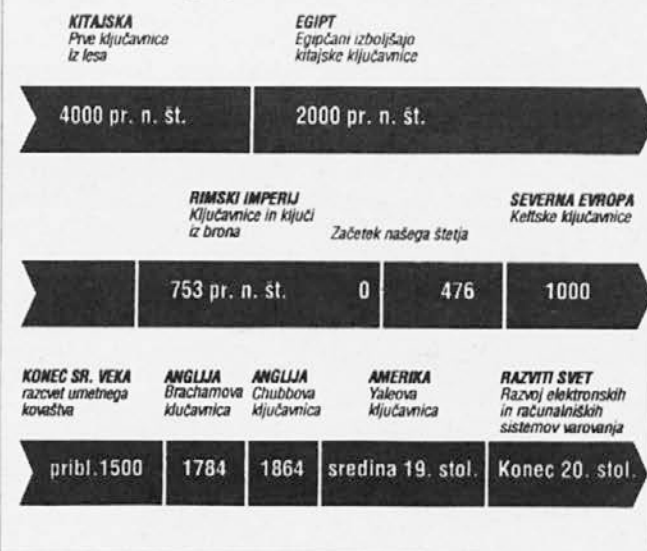 KITAJSKA
Prve ključavnice
iz lesa
EGIPT
Egipčani izboljšajo
kitajske ključavnice
4000 pr. n. št.
2000 pr. n. št.
RIMSKI IMPERIJ
Ključavnice in ključi
iz brona
Začetek našega štetja
SEVERNA EVROPA
Keltske ključavnice
753 pr. n. št.
0
476
1000
KONEC SR. VEKA
razcvet umetnega
kovaštva
ANGLIJA
Brachamova
klučavnica
ANGLIJA
Chubbova
ključavnica
AMERIKA
Yaleova
ključavnica
RAZVITI SVET
Razvoj elektronskih
in računalniških
sistemov varovanja
pribl.1500
1784
1864
sredina 19. stol.
Konec 20. stol.